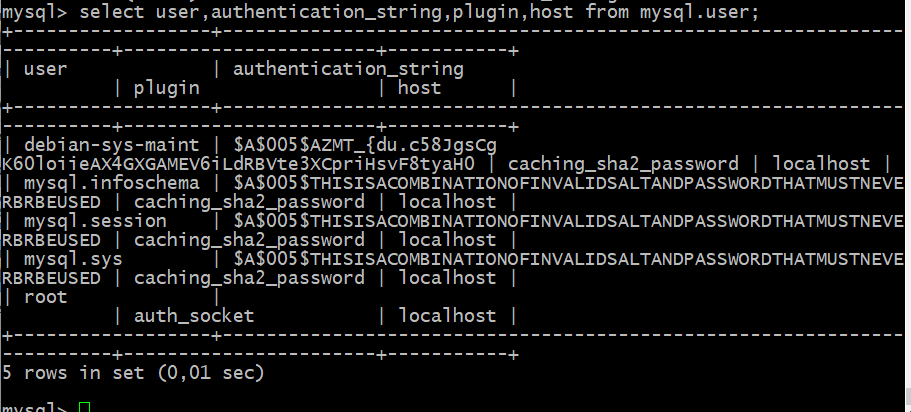 mysql> select user,authentication_string,plugin,host from mysql.user;
+------------------+------------------------------------------------------------
----------+-----------------------+-----------+
| user             | authentication_string
          | plugin                | host      |
+------------------+------------------------------------------------------------
----------+-----------------------+-----------+
| debian-sys-maint | $A$005$AZMT_{du.c58JgsCg
K6OloiieAX4GXGAMEV6iLdRBVte3XCpriHsvF8tyaH0 | caching_sha2_password | localhost |
| mysql.infoschema | $A$005$THISISACOMBINATIONOFINVALIDSALTANDPASSWORDTHATMUSTNEVE
RBRBEUSED | caching_sha2_password | localhost |
| mysql.session    | $A$005$THISISACOMBINATIONOFINVALIDSALTANDPASSWORDTHATMUSTNEVE
RBRBEUSED | caching_sha2_password | localhost |
| mysql.sys        | $A$005$THISISACOMBINATIONOFINVALIDSALTANDPASSWORDTHATMUSTNEVE
RBRBEUSED | caching_sha2_password | localhost |
| root             |
          | auth_socket           | localhost |
+------------------+------------------------------------------------------------
----------+-----------------------+-----------+
5 rows in set (0,01 sec)
mysql>